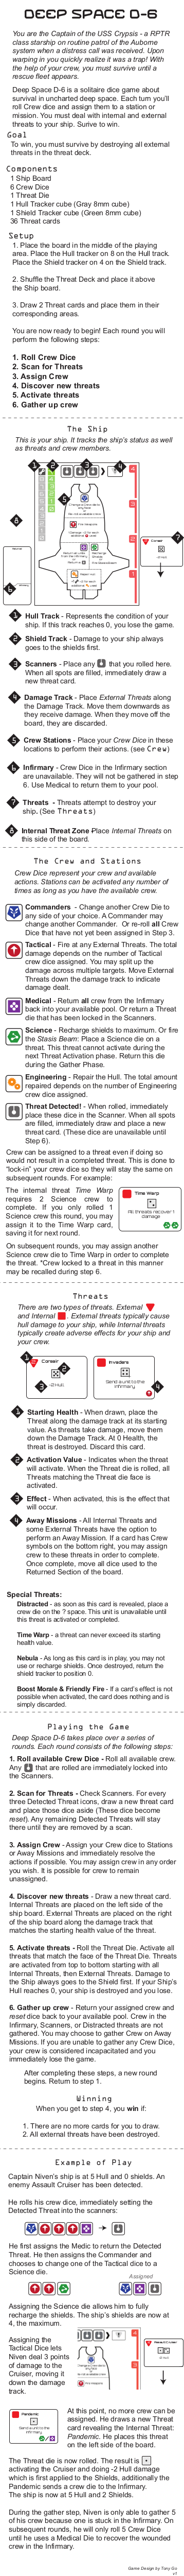 DEEP SPACE D-6
You are the Captain of the USS Crypsis - a RPTR
class starship on routine patrol of the Auborne
system when a distress call was received. Upon
warping in you quickly realize it was a trap! With
the help of your crew, you must survive until a
rescue fleet appears.
Deep Space D-6 is a solitaire dice game about
survival in uncharted deep space. Each turn you'll
roll Crew Dice and assign them to a station or
mission. You must deal with internal and external
threats to your ship. Surive to win.
Goal
To win, you must survive by destroying all external
threats in the threat deck.
Components
1 Ship Board
6 Crew Dice
1 Threat Die
1 Hull Tracker cube (Gray 8mm cube)
1 Shield Tracker cube (Green 8mm cube)
36 Threat cards
Setup
1. Place the board in the middle of the playing
area. Place the Hull tracker on 8 on the Hull track.
Place the Shield tracker on 4 on the Shield track.
2. Shuffle the Threat Deck and place it above
the Ship board.
3. Draw 2 Threat cards and place them in their
corresponding areas.
You are now ready to begin! Each round you will
perform the following steps:
1. Roll Crew Dice
2. Scan for Threats
3. Assign Crew
4. Discover new threats
5. Activate threats
6. Gather up crew
The Ship
This is your ship. It tracks the ship's status as well
as threats and crew members.
1 2 3 4
5
6
7
8
Corsair
1 Hull Track - Represents the condition of your
ship. If this track reaches 0, you lose the game.
2 Shield Track - Damage to your ship always
goes to the shields first.
3 Scanners - Place any you rolled here.
When all spots are filled, immediately draw a
new threat card.
4 Damage Track - Place External Threats along
the Damage Track. Move them downwards as
they receive damage. When they move off the
board, they are discarded.
5 Crew Stations - Place your Crew Dice in these
locations to perform their actions. (see Crew)
6 Infirmary - Crew Dice in the Infirmary section
are unavailable. They will not be gathered in step
6. Use Medical to return them to your pool.
7 Threats - Threats attempt to destroy your
ship. (See Threats)
8 Internal Threat Zone - Place Internal Threats on
this side of the board.
The Crew and Stations
Crew Dice represent your crew and available
actions. Stations can be activated any number of
times as long as you have the available crew.
Commanders - Change another Crew Die to
any side of your choice. A Commander may
change another Commander. Or re-roll all Crew
Dice that have not yet been assigned in Step 3.
Tactical - Fire at any External Threats. The total
damage depends on the number of Tactical
crew dice assigned. You may split up the
damage across multiple targets. Move External
Threats down the Damage track to indicate
damage dealt.
Medical - Return all crew from the Infirmary
back into your available pool. Or return a Threat
die that has been locked in the Scanners.
Science - Recharge shields to maximum. Or fire
the Stasis Beam: Place a Science die on a
threat. This threat cannot activate during the
next Threat Activation phase. Return this die
during the Gather Phase.
Engineering - Repair the Hull. The total amount
repaired depends on the number of Engineering
crew dice assigned.
Threat Detected! - When rolled, immediately
place the die in the Scanner. When all spots
are filled, immediately draw and place a new
threat card. (These dice are unavailable until
Step 6).
Crew can be assigned to a threat even if doing so is
not enough to complete it that round. This is done to
"lock-in" your crew choice so that it stay the same on
subsequent rounds. For example:
The internal threat Time Warp
requires 2 Science crew to
complete. If you only rolled 1
Science crew this round, you may
assign it to the Time Warp card,
saving it for next round.
Time Warp
All threats recover 1
damage
On subsequent rounds, you may assign another
Science crew die to Time Warp in order to complete
the threat. *Crew locked to a threat in this manner
may be recalled during step 6.
Threats
There are two types of threats. External
and Internal. External threats typically cause
hull damage to your ship, while Internal threats
typically create adverse effects for your ship and
your crew.
1 2 3 4
Corsair
-2 Hull
Invaders
Send a unit to the
infirmary
1 Starting Health - When drawn, place the
Threat along the damage track at the starting
value. As threats take damage, move them
down the Damage Track. At 0 Health, the
threat is destroyed. Discard the card.
2 Activation Value - Indicates when the threat
will activate. When the Threat die is rolled, all
Threats matching the Threat die value is
activated.
3 Effect - When activated, this is the effect that
will occur.
4 Away Missions - All Internal Threats and
some External Threats have the option to
perform an Away Mission. If a card has Crew
symbols on the bottom right, you may assign
crew to these threats in order to complete.
Once complete, move all dice used to the
Returned Section of the board.
Special Threats:
Distracted - as soon as this card is revealed, place a
crew die on the ? space. This unit is unavailable until
this threat is activated or completed.
Time Warp - a threat can never exceed its starting
health value.
Nebula - As long as this card is in play, you may not
use or recharge shields. Once destroyed, return the
shield tracker to position 0.
Boost Morale & Friendly Fire - If a card's effect is not
possible when activated, the card does nothing and is
simply discarded.
Playing the Game
Deep Space D-6 takes place over a series of
rounds. Each round consists of the following steps:
1. Roll available Crew Dice - Roll all available crew.
Any that are rolled are immediately locked into
the Scanners.
2. Scan for Threats - Check Scanners. For every
three Detected Threat icons, draw a new threat card
and place those dice aside (These dice become
reset). Any remaining Detected Threats will stay
there until they are removed by a scan.
3. Assign Crew - Assign your Crew dice to Stations
or Away Missions and immediately resolve the
actions if possible. You may assign crew in any order
you wish. It is possible for crew to remain
unassigned.
4. Discover new threats - Draw a new threat card.
Internal Threats are placed on the left side of the
ship board. External Threats are placed on the right
of the ship board along the damage track that
matches the starting health value of the threat.
5. Activate threats - Roll the Threat Die. Activate all
threats that match the face of the Threat Die. Threats
are activated from top to bottom starting with all
Internal Threats, then External Threats. Damage to
the Ship always goes to the Shield first. If your Ship's
Hull reaches 0, your ship is destroyed and you lose.
6. Gather up crew - Return your assigned crew and
reset dice back to your available pool. Crew in the
Infirmary, Scanners, or Distracted threats are not
gathered. You may choose to gather Crew on Away
Missions. If you are unable to gather any Crew Dice,
your crew is considered incapacitated and you
immediately lose the game.
After completing these steps, a new round
begins. Return to step 1.
Winning
When you get to step 4, you win if:
1. There are no more cards for you to draw.
2. All external threats have been destroyed.
Example of Play
Captain Niven's ship is at 5 Hull and 0 shields. An
enemy Assault Cruiser has been detected.
He rolls his crew dice, immediately setting the
Detected Threat into the scanners:
He first assigns the Medic to return the Detected
Threat. He then assigns the Commander and
chooses to change one of the Tactical dice to a
Science die.
Assigned
Assigning the Science die allows him to fully
recharge the shields. The ship's shields are now at
4, the maximum.
Assigning the
Tactical Dice lets
Niven deal 3 points
of damage to the
Cruiser, moving it
down the damage
track.
Assault Cruiser
Pandemic
Send a unit to the
infirmary
At this point, no more crew can be
assigned. He draws a new Threat
card revealing the Internal Threat:
Pandemic. He places this threat
on the left side of the board.
The Threat die is now rolled. The result is
activating the Cruiser and doing -2 Hull damage
which is first applied to the Shields, additionally the
Pandemic sends a crew die to the Infirmary.
The ship is now at 5 Hull and 2 Shields.
During the gather step, Niven is only able to gather 5
of his crew because one is stuck in the Infirmary. On
subsequent rounds, he will only roll 5 Crew Dice
until he uses a Medical Die to recover the wounded
crew in the Infirmary.
Game Design by Tony Go